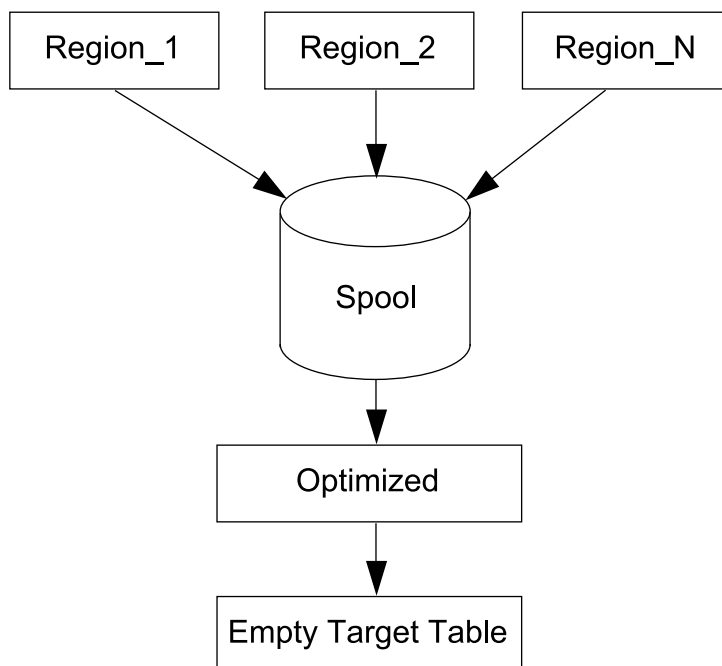 Region_1
Region_2
Region_N
Spool
Optimized
Empty Target Table